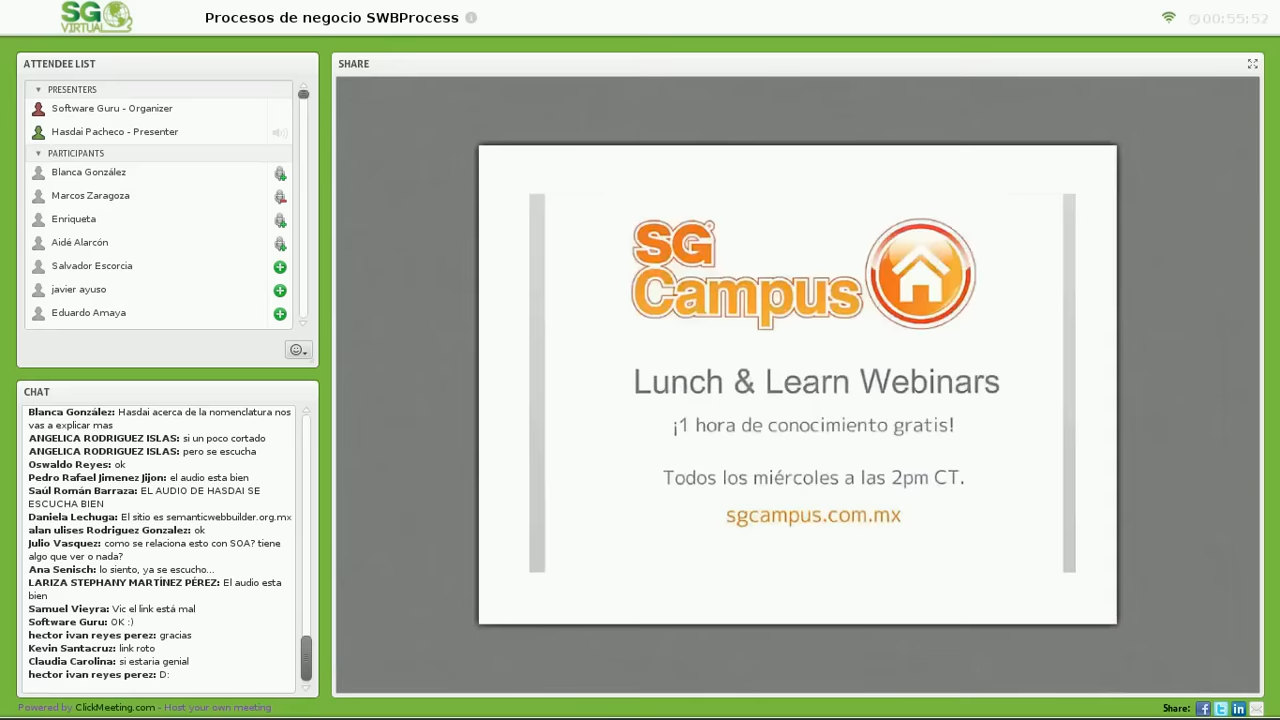 SG
VIRTUAL
Procesos de negocio SWBProcess
00:55:52
ATTENDEE LIST
PRESENTERS
Software Guru - Organizer
Hasdai Pacheco - Presenter
PARTICIPANTS
Blanca González
Marcos Zaragoza
Enriqueta
Aidé Alarcón
Salvador Escorcia
javier ayuso
Eduardo Amaya
CHAT
Blanca González: Hasdai acerca de la nomenclatura nos
vas a explicar mas
ANGELICA RODRIGUEZ ISLAS: si un poco cortado
ANGELICA RODRIGUEZ ISLAS: pero se escucha
Oswaldo Reyes: ok
Pedro Rafael Jimenez Jijon: el audio esta bien
Saúl Román Barraza: EL AUDIO DE HASDAI SE
ESCUCHA BIEN
Daniela Lechuga: El sitio es semanticwebbuilder.org.mx
alan ulises Rodriguez Gonzalez: ok
Julio Vasquez: como se relaciona esto con SOA? tiene
algo que ver o nada?
Ana Senisch: lo siento, ya se escucho...
LARIZA STEPHANY MARTÍNEZ PÉREZ: El audio esta
bien
Samuel Vieyra: Vic el link está mal
Software Guru: OK :)
hector ivan reyes perez: gracias
Kevin Santacruz: link roto
Claudia Carolina: si estaria genial
hector ivan reyes perez: D:
SHARE
SG
Campus
Lunch & Learn Webinars
¡1 hora de conocimiento gratis!
Todos los miércoles a las 2pm CT.
sgcampus.com.mx
Powered by ClickMeeting.com - Host your own meeting
Share: